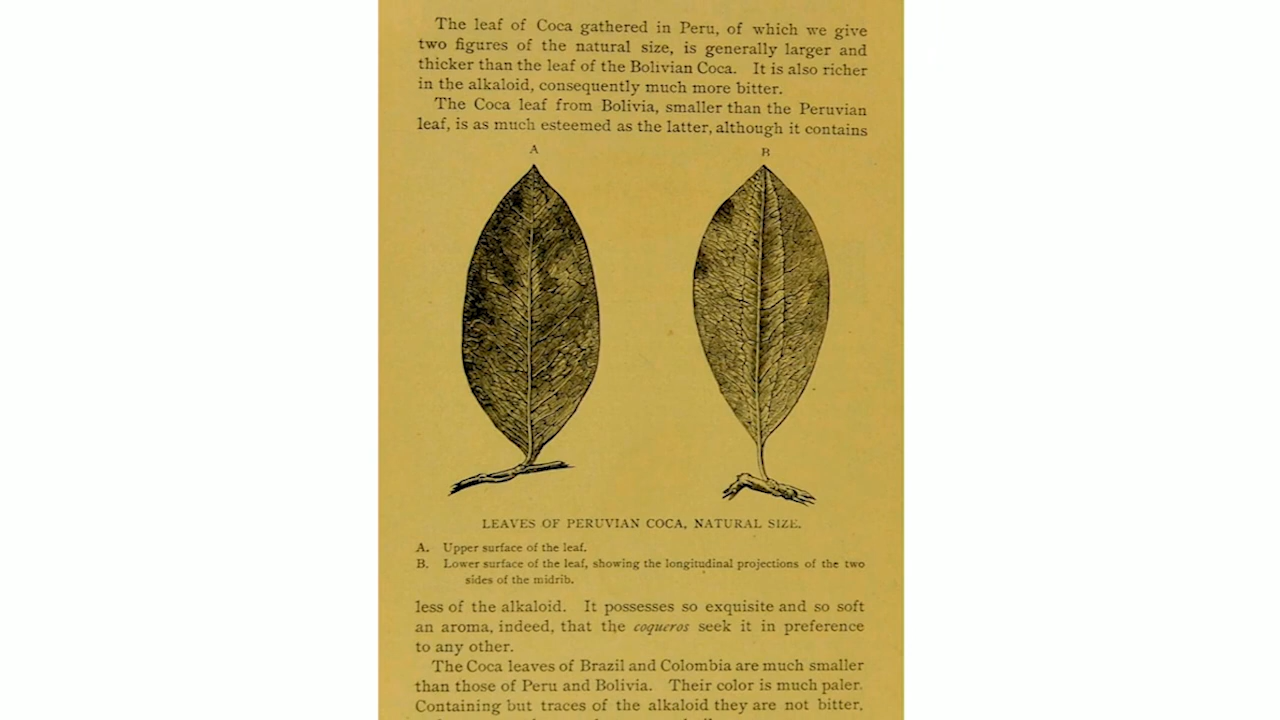 The leaf of Coca gathered in Peru, of which we give
two figures of the natural size, is generally larger and
thicker than the leaf of the Bolivian Coca. It is also richer
in the alkaloid, consequently much more bitter.
The Coca leaf from Bolivia, smaller than the Peruvian
leaf, is as much esteemed as the latter, although it contains
A B
LEAVES OF PERUVIAN COCA, NATURAL SIZE.
A. Upper surface of the leaf.
B. Lower surface of the leaf, showing the longitudinal projections of the two
sides of the midrib.
less of the alkaloid. It possesses so exquisite and so soft
an aroma, indeed, that the coqueros seek it in preference
to any other.
The Coca leaves of Brazil and Colombia are much smaller
than those of Peru and Bolivia. Their color is much paler.
Containing but traces of the alkaloid they are not bitter,